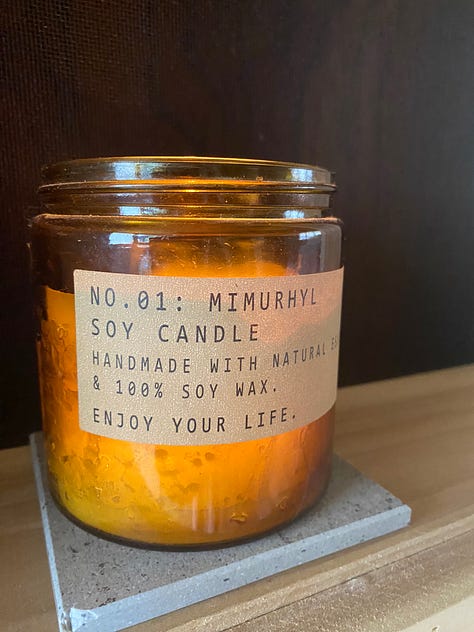 NO.01: MIMURHYL
SOY CANDLE
HANDMADE WITH NATURAL
& 100% SOY WAX.
ENJOY YOUR LIFE.